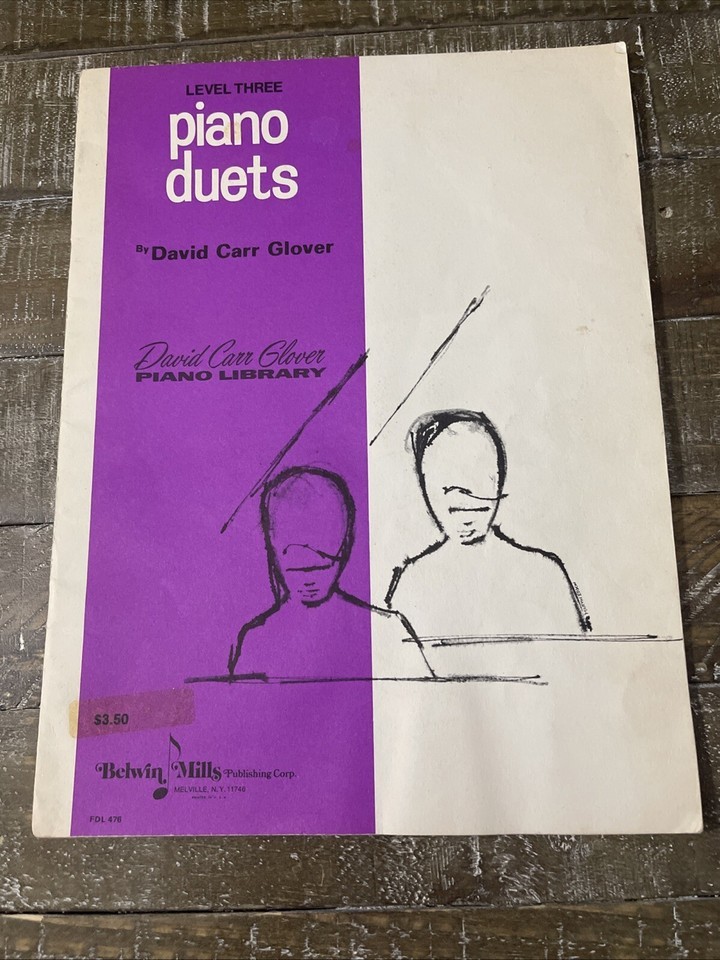 LEVEL THREE
piano
duets
By David Carr Glover
David Carr Glover
PIANO LIBRARY
$3.50
Belwin Mills Publishing Corp.
MELVILLE, N.Y. 11746
FDL 476